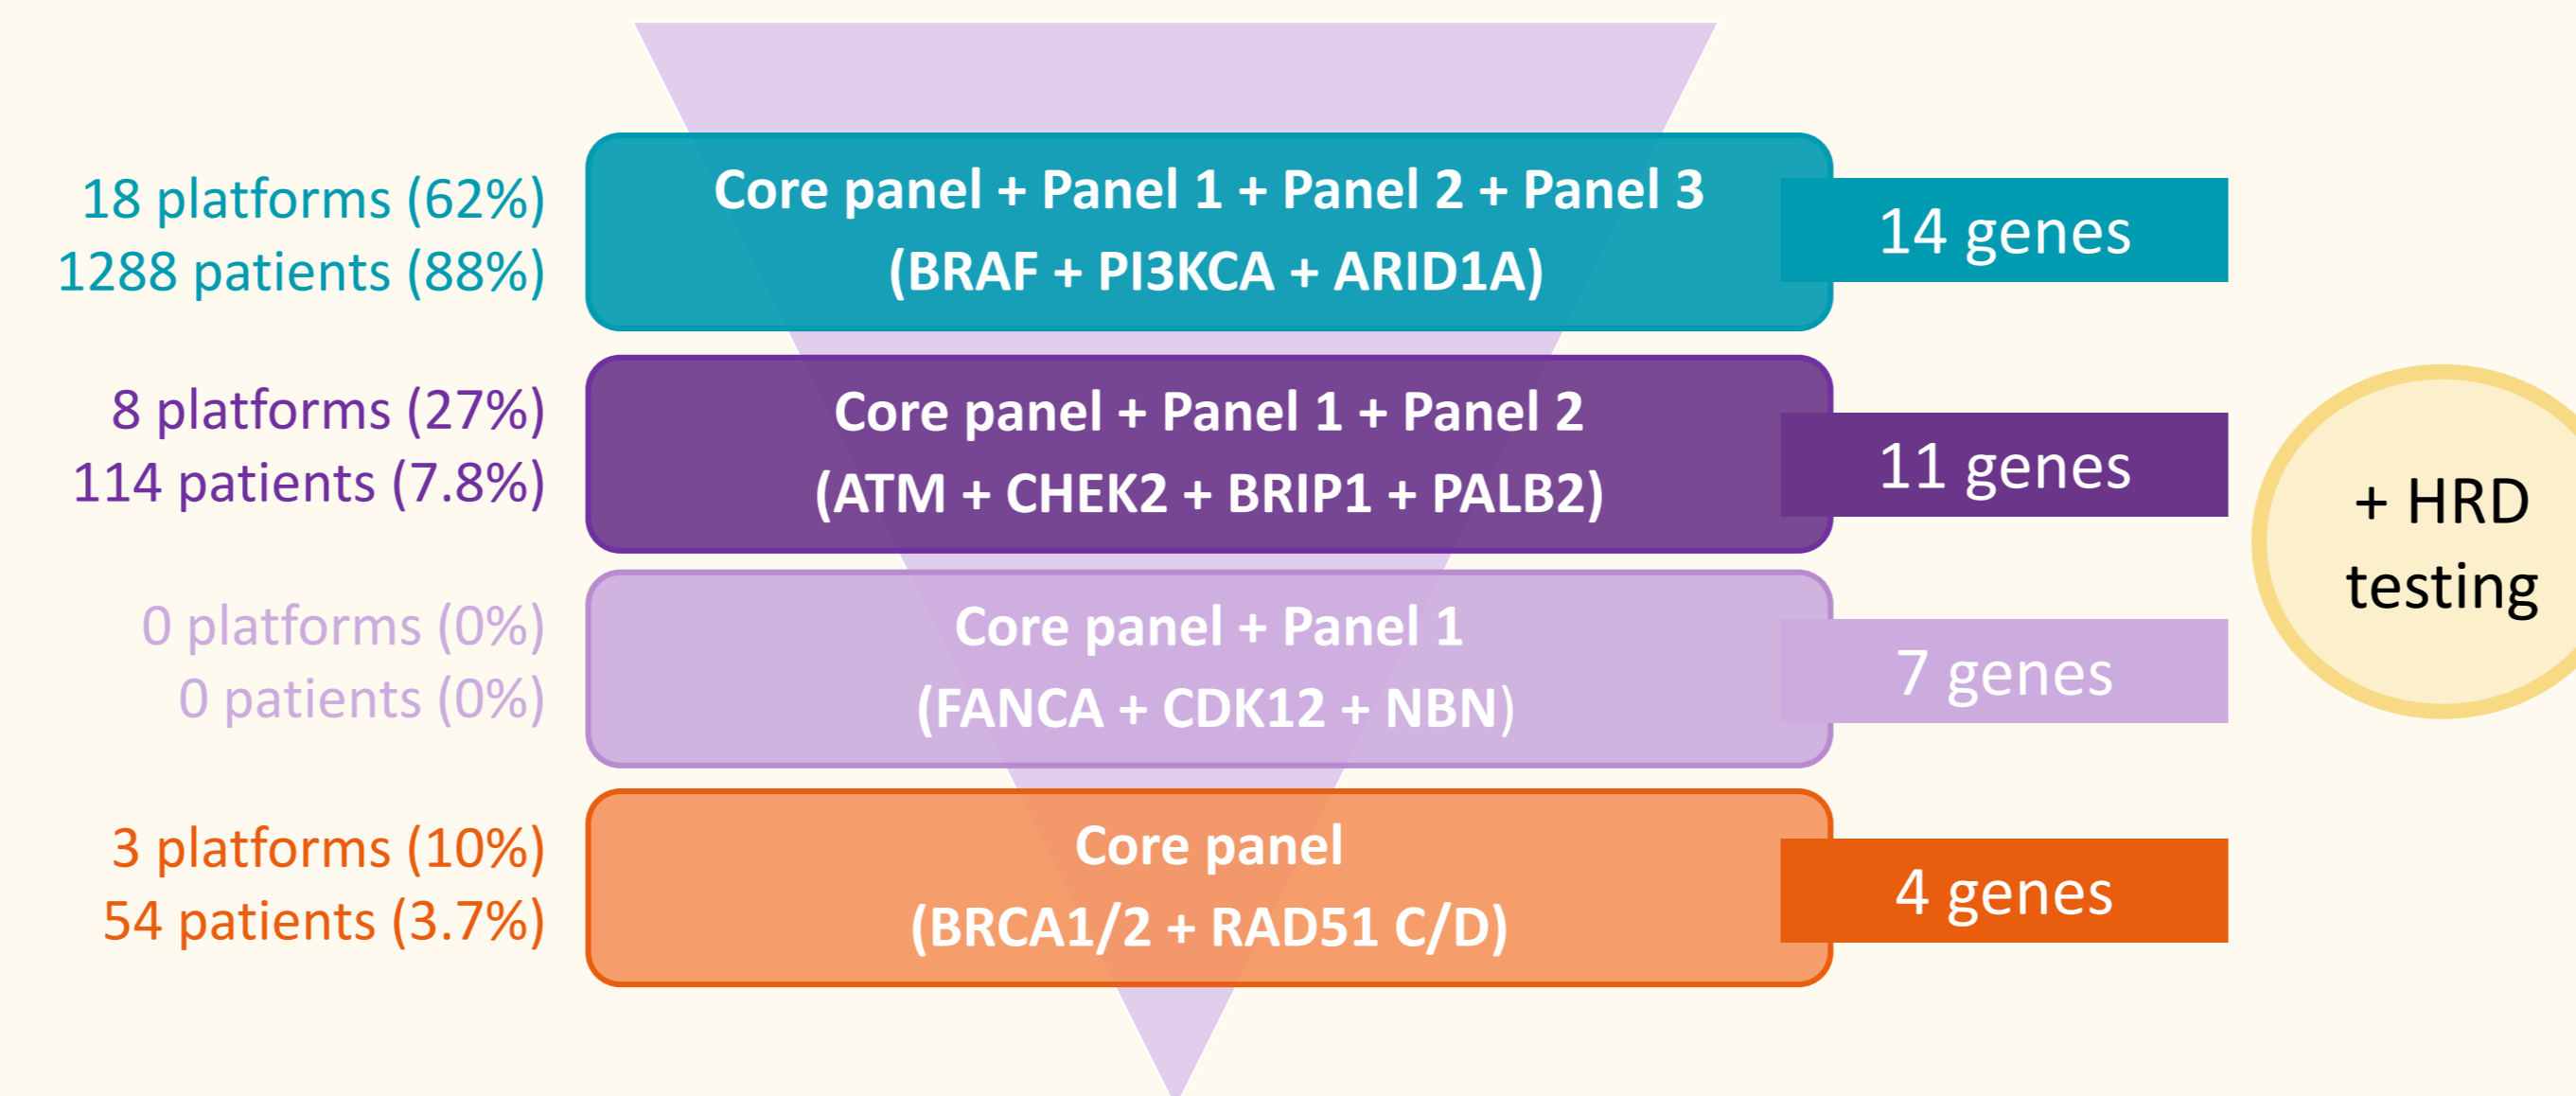 18 platforms (62%)
1288 patients (88%)
Core panel + Panel 1 + Panel 2 + Panel 3
(BRAF + PI3KCA + ARID1A)
14 genes
8 platforms (27%)
114 patients (7.8%)
Core panel + Panel 1 + Panel 2
(ATM + CHEK2 + BRIP1 + PALB2)
11 genes
0 platforms (0%)
0 patients (0%)
Core panel + Panel 1
(FANCA + CDK12 + NBN)
7 genes
3 platforms (10%)
54 patients (3.7%)
Core panel
(BRCA1/2 + RAD51 C/D)
4 genes
+ HRD
testing